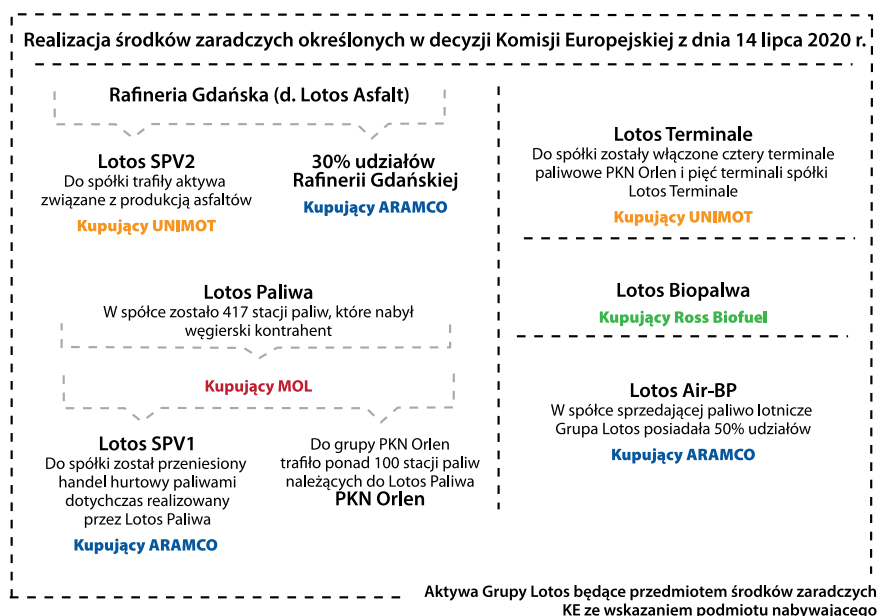 Realizacja środków zaradczych określonych w decyzji Komisji Europejskiej z dnia 14 lipca 2020 r.
Rafineria Gdańska (d. Lotos Asfalt)
Lotos SPV2
Do spółki trafiły aktywa
związane z produkcją asfaltów
Kupujący UNIMOT
30% udziałów
Rafinerii Gdańskiej
Kupujący ARAMCO
Lotos Paliwa
W spółce zostało 417 stacji paliw, które nabył
węgierski kontrahent
Kupujący MOL
Lotos SPV1
Do spółki został przeniesiony
handel hurtowy paliwami
dotychczas realizowany
przez Lotos Paliwa
Kupujący ARAMCO
Do grupy PKN Orlen
trafiło ponad 100 stacji paliw
należących do Lotos Paliwa
PKN Orlen
Lotos Terminale
Do spółki zostały włączone cztery terminale
paliwowe PKN Orlen i pięć terminali spółki
Lotos Terminale
Kupujący UNIMOT
Lotos Biopalwa
Kupujący Ross Biofuel
Lotos Air-BP
W spółce sprzedającej paliwo lotnicze
Grupa Lotos posiadała 50% udziałów
Kupujący ARAMCO
Aktywa Grupy Lotos będące przedmiotem środków zaradczych
KE ze wskazaniem podmiotu nabywającego